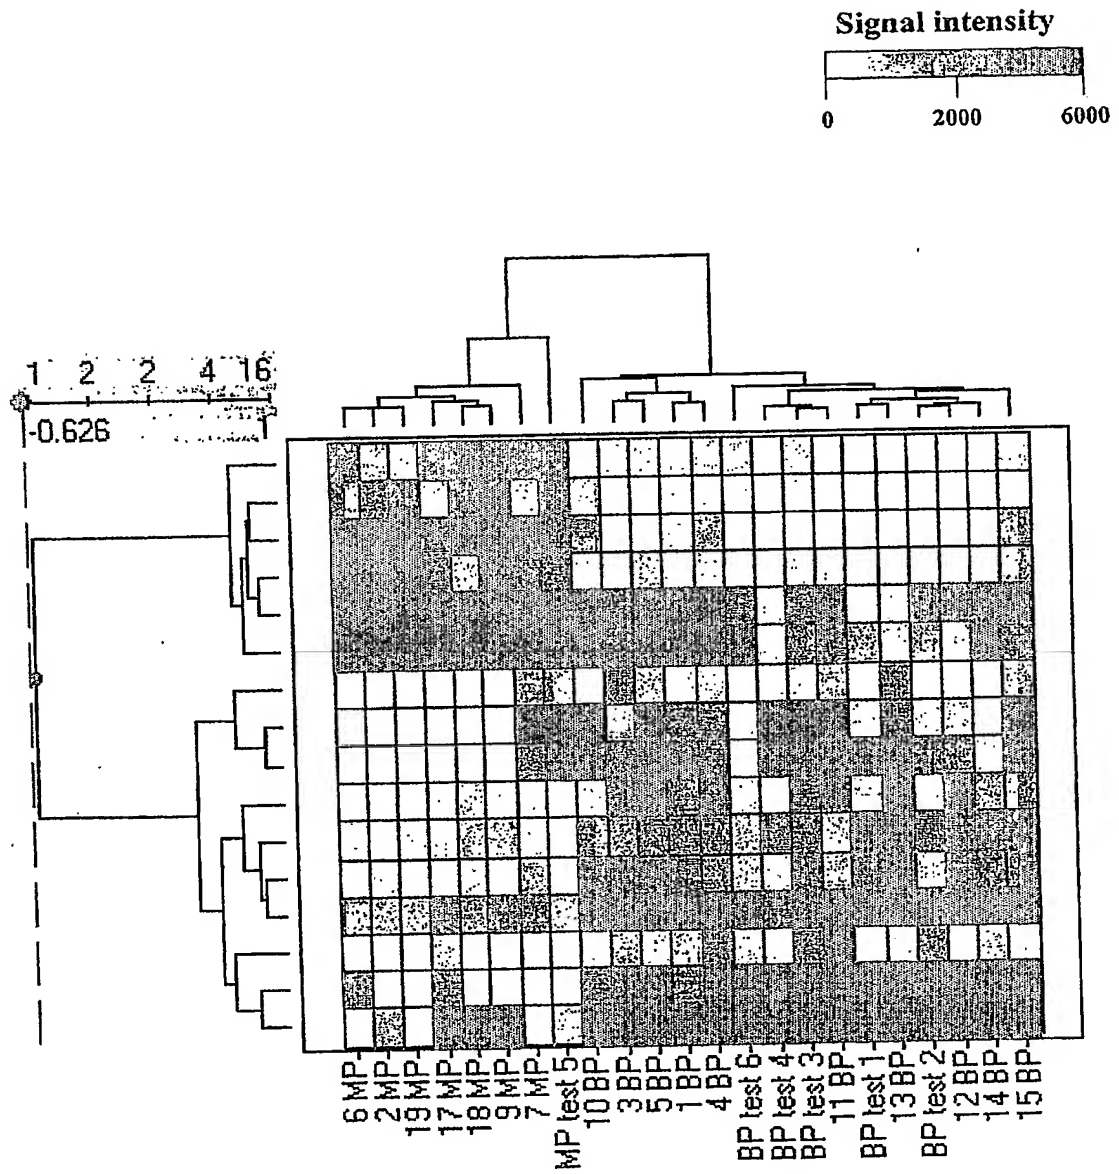 Signal intensity
0 2000 6000
1 2 2 4 16
-0.626 1
6 MP
2 MP
19 MP
17 MP
18 MP
9 MP
7 MP
MP test 5
10 BP
3 BP
5 BP
1 BP
4 BP
BP test 6
BP test 4
BP test 3
11 BP
BP test 1
13 BP
BP test 2
12 BP
14 BP
15 BP